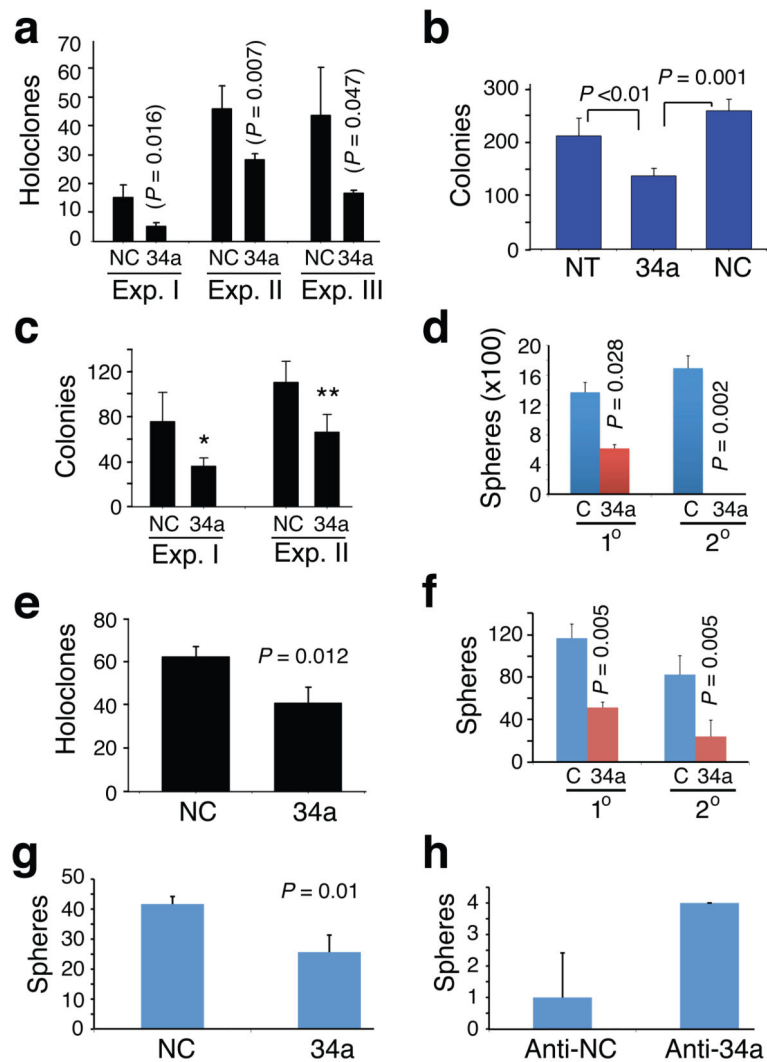 a
Holoclones
70
60
50
40
30
20
10
0
(P = 0.016)
(P = 0.007)
(P = 0.047)
NC 34a NC 34a NC 34a
Exp. I Exp. II Exp. III
b
Colonies
300
200
100
0
P <0.01 P = 0.001
NT 34a NC
c
Colonies
120
80
40
0
*
**
NC 34a NC 34a
Exp. I Exp. II
d
Spheres (x100)
20
16
12
8
4
0
P = 0.028
P = 0.002
C 34a C 34a
1º 2º
e
Holoclones
80
60
40
20
0
P = 0.012
NC 34a
f
Spheres
120
80
40
0
P = 0.005
P = 0.005
C 34a C 34a
1º 2º
g
Spheres
50
40
30
20
10
0
P = 0.01
NC 34a
h
Spheres
4
4
3
2
2
1
0
Anti-NC Anti-34a